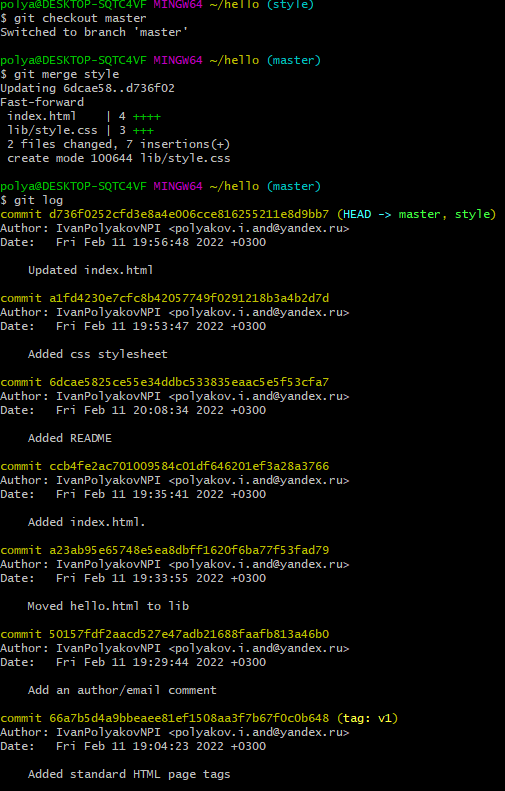 polya@DESKTOP-SQTC4VF MINGW64 ~/hello (style)
$ git checkout master
Switched to branch 'master'
polya@DESKTOP-SQTC4VF MINGW64 ~/hello (master)
$ git merge style
Updating 6dcae58..d736f02
Fast-forward
 index.html    | 4 ++++
 lib/style.css | 3 +++
 2 files changed, 7 insertions(+)
 create mode 100644 lib/style.css
polya@DESKTOP-SQTC4VF MINGW64 ~/hello (master)
$ git log
commit d736f0252cfd3e8a4e006cce816255211e8d9bb7 (HEAD -> master, style)
Author: IvanPolyakovNPI <polyakov.i.and@yandex.ru>
Date:   Fri Feb 11 19:56:48 2022 +0300
    Updated index.html
commit a1fd4230e7cfc8b42057749f0291218b3a4b2d7d
Author: IvanPolyakovNPI <polyakov.i.and@yandex.ru>
Date:   Fri Feb 11 19:53:47 2022 +0300
    Added css stylesheet
commit 6dcae5825ce55e34ddbc533835eaac5e5f53cfa7
Author: IvanPolyakovNPI <polyakov.i.and@yandex.ru>
Date:   Fri Feb 11 20:08:34 2022 +0300
    Added README
commit ccb4fe2ac701009584c01df646201ef3a28a3766
Author: IvanPolyakovNPI <polyakov.i.and@yandex.ru>
Date:   Fri Feb 11 19:35:41 2022 +0300
    Added index.html.
commit a23ab95e65748e5ea8dbff1620f6ba77f53fad79
Author: IvanPolyakovNPI <polyakov.i.and@yandex.ru>
Date:   Fri Feb 11 19:33:55 2022 +0300
    Moved hello.html to lib
commit 50157fdf2aacd527e47adb21688faafb813a46b0
Author: IvanPolyakovNPI <polyakov.i.and@yandex.ru>
Date:   Fri Feb 11 19:29:44 2022 +0300
    Add an author/email comment
commit 66a7b5d4a9bbeaee81ef1508aa3f7b67f0c0b648 (tag: v1)
Author: IvanPolyakovNPI <polyakov.i.and@yandex.ru>
Date:   Fri Feb 11 19:04:23 2022 +0300
    Added standard HTML page tags